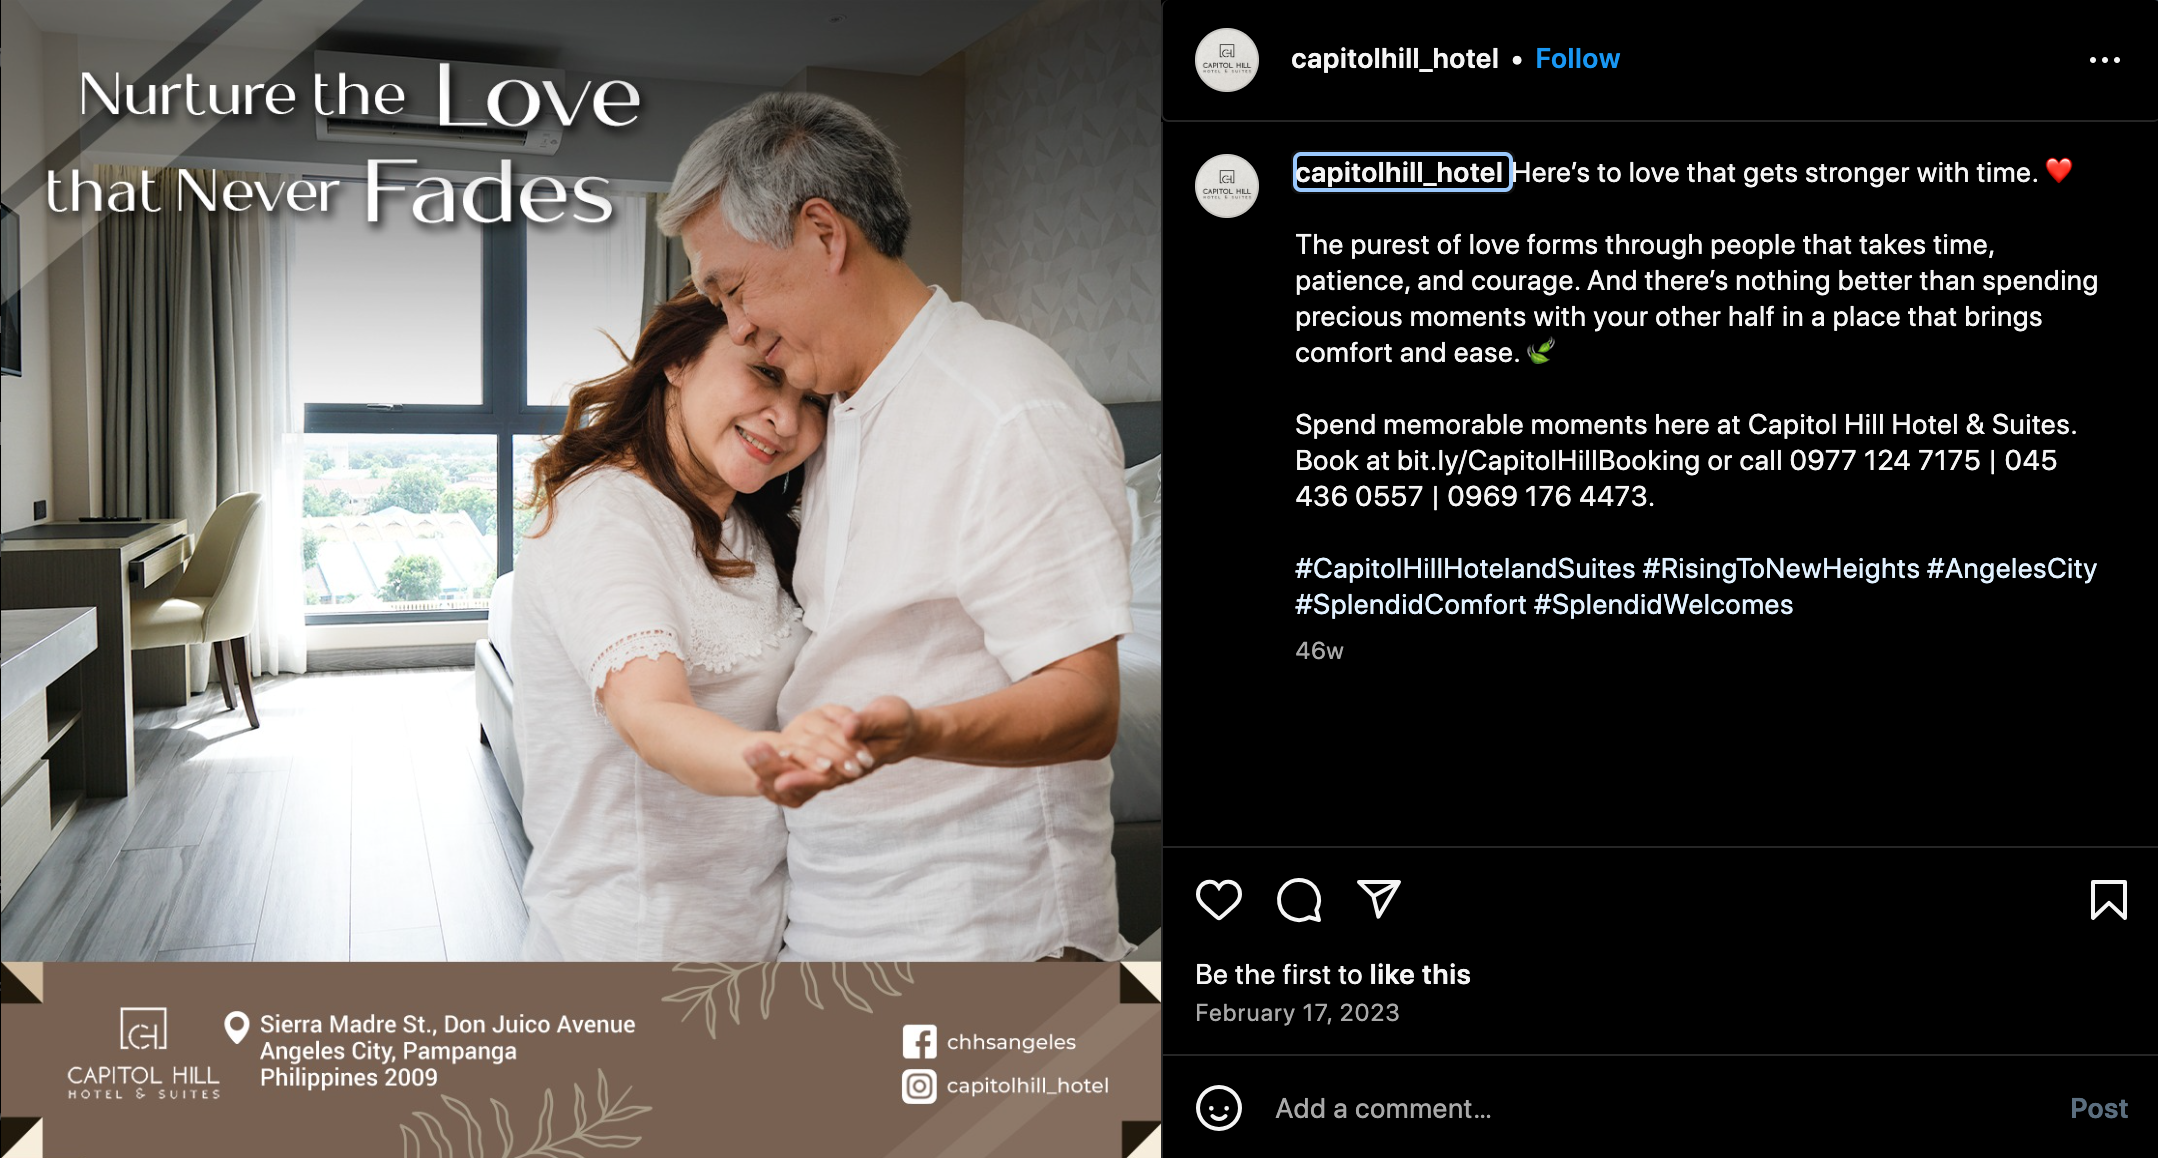 Nurture the Love
that Never Fades
CAPITOL HILL
HOTEL & SUITES
Sierra Madre St., Don Juico Avenue
Angeles City, Pampanga
Philippines 2009
chhsangeles
capitolhill_hotel
CAPITOL HILL
HOTEL & SUITES
capitolhill_hotel • Follow
CAPITOL HILL
HOTEL & SUITES
capitolhill_hotel Here’s to love that gets stronger with time. ❤️
The purest of love forms through people that takes time,
patience, and courage. And there’s nothing better than spending
precious moments with your other half in a place that brings
comfort and ease. 🍃
Spend memorable moments here at Capitol Hill Hotel & Suites.
Book at bit.ly/CapitolHillBooking or call 0977 124 7175 | 045
436 0557 | 0969 176 4473.
#CapitolHillHotelandSuites #RisingToNewHeights #AngelesCity
#SplendidComfort #SplendidWelcomes
46w
Be the first to like this
February 17, 2023
Add a comment...
Post